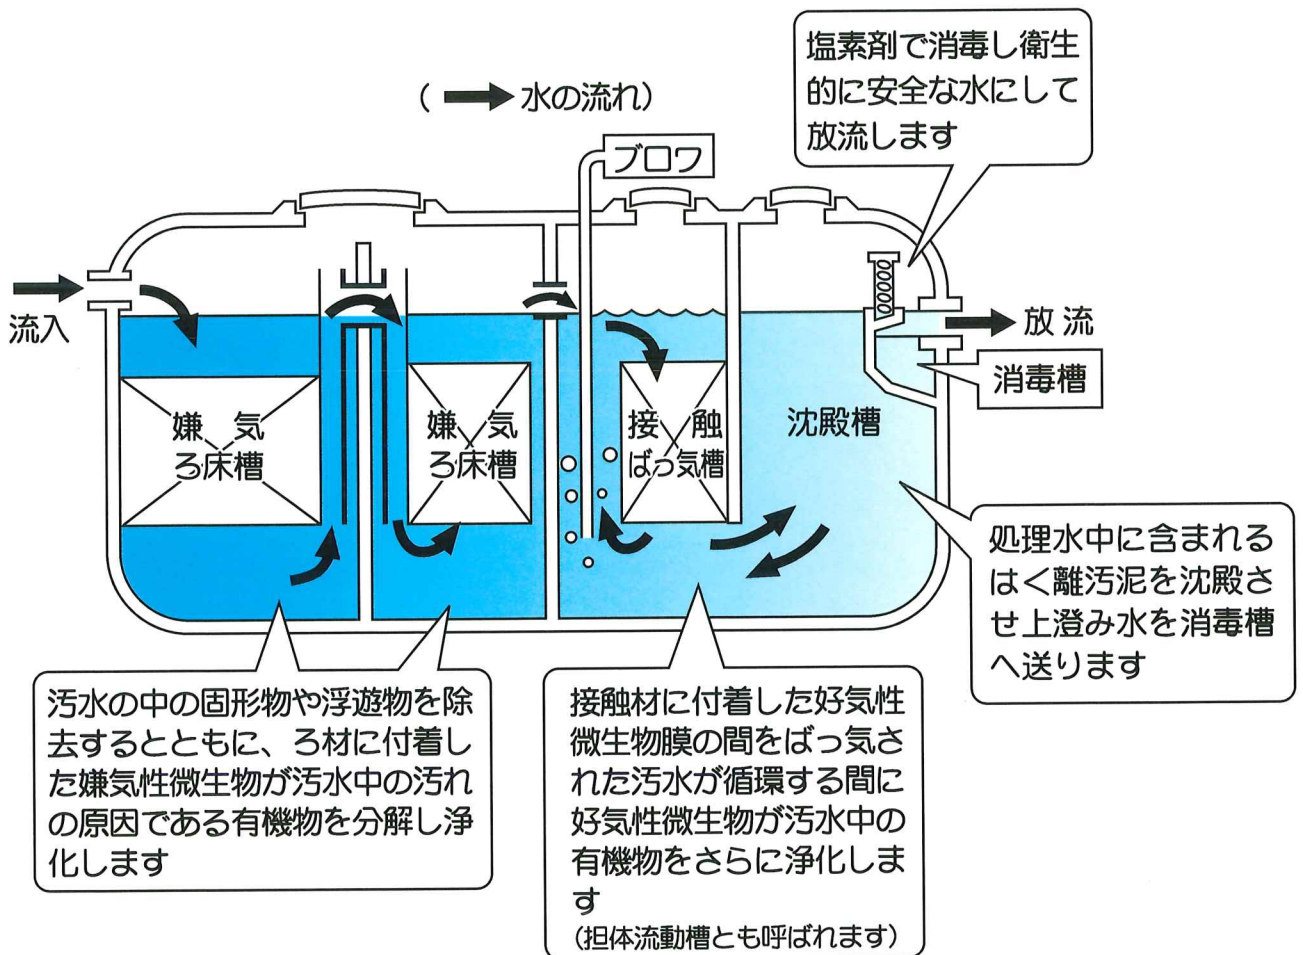 塩素剤で消毒し衛生
的に安全な水にして
放流します
(➡水の流れ)
ブロワ
流入
放流
消毒槽
嫌気
ろ床槽
嫌気
ろ床槽
接触
ばっ気槽
沈殿槽
処理水中に含まれる
はく離汚泥を沈殿さ
せ上澄み水を消毒槽
へ送ります
汚水の中の固形物や浮遊物を除
去するとともに、ろ材に付着し
た嫌気性微生物が汚水中の汚れ
の原因である有機物を分解し浄
化します
接触材に付着した好気性
微生物膜の間をばっ気さ
れた汚水が循環する間に
好気性微生物が汚水中の
有機物をさらに浄化しま
す
(担体流動槽とも呼ばれます)